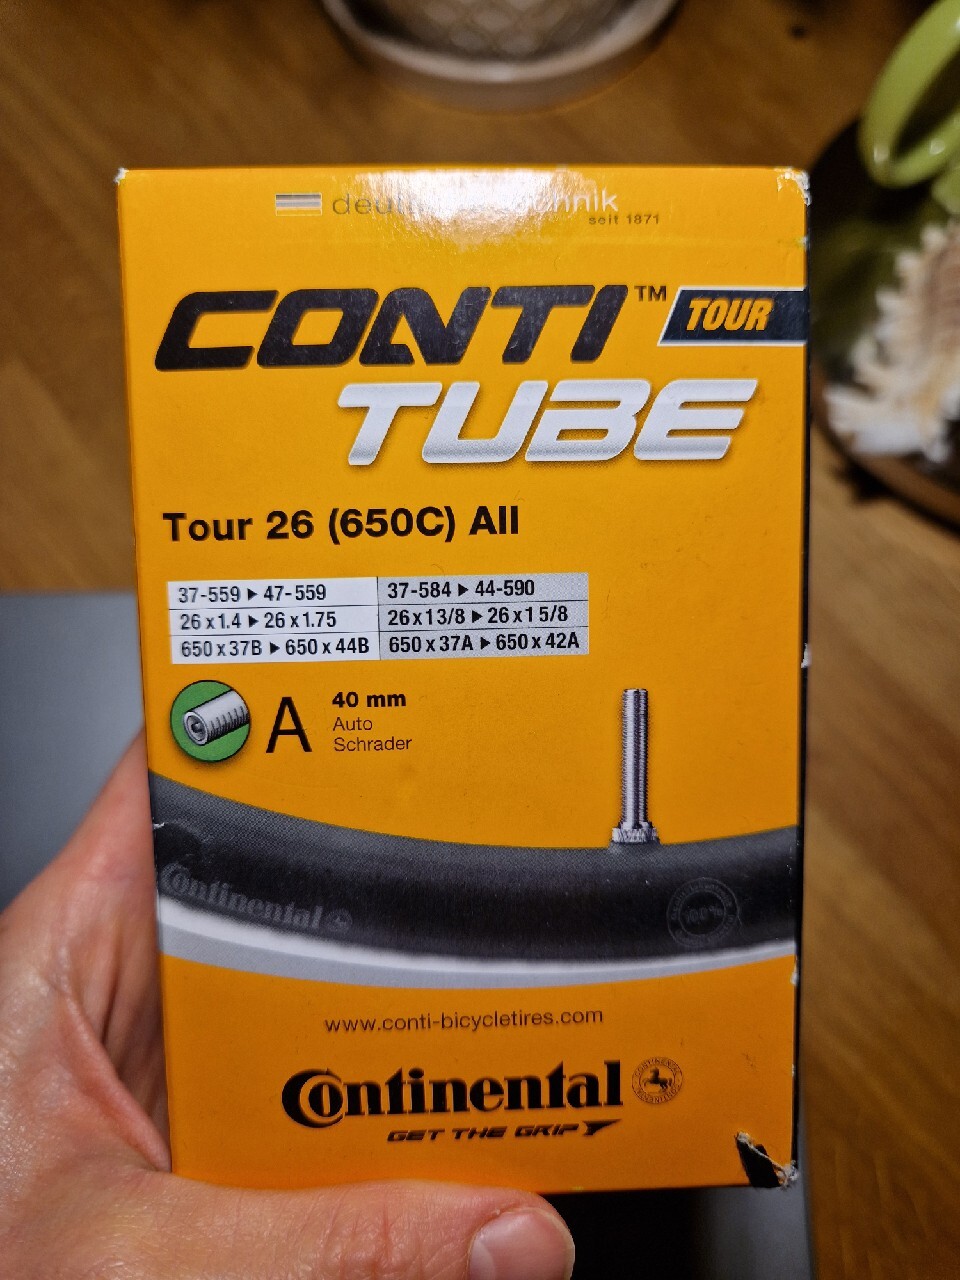 seit 1871
CONTI™ TOUR
TUBE
Tour 26 (650C) All
37-559 ▶ 47-559 37-584 ▶ 44-590
26 x 1.4 ▶ 26 x 1.75 26 x 1 3/8 ▶ 26 x 1 5/8
650 x 37B ▶ 650 x 44B 650 x 37A ▶ 650 x 42A
A 40 mm
Auto
Schrader
Continental
100%
www.conti-bicycletires.com
Continental
GET THE GRIP